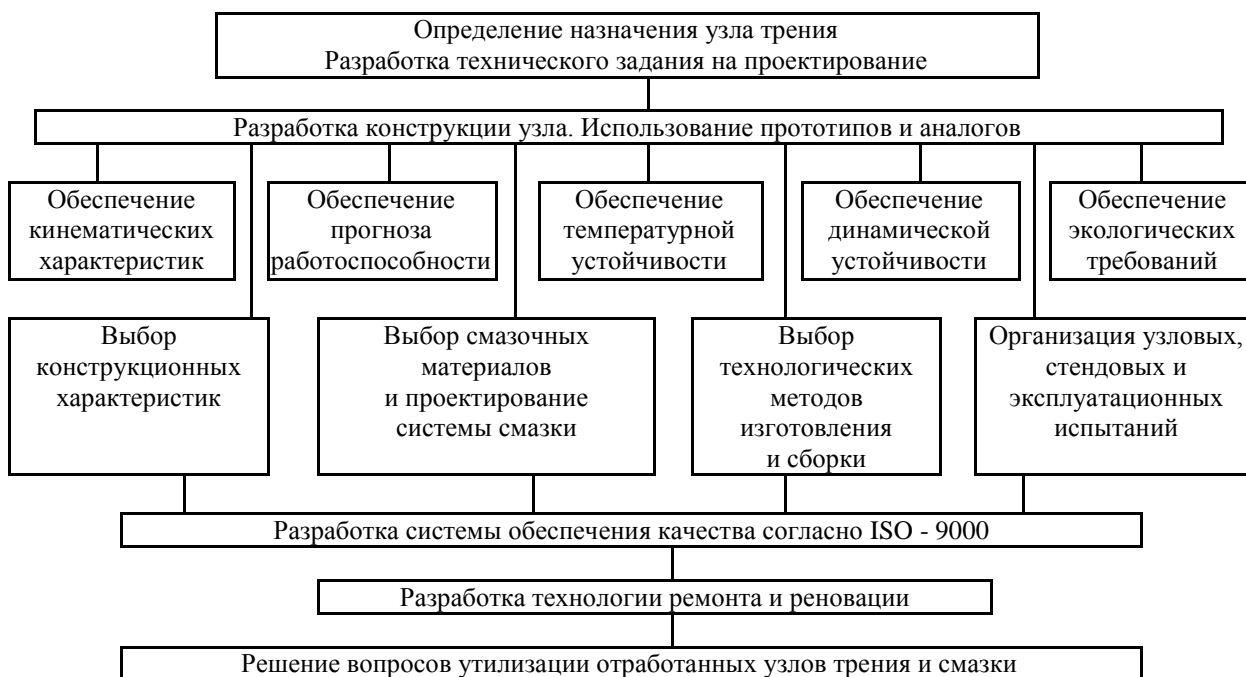 Определение назначения узла трения
Разработка технического задания на проектирование
Разработка конструкции узла. Использование прототипов и аналогов
Обеспечение
кинематических
характеристик
Обеспечение
прогноза
работоспособности
Обеспечение
температурной
устойчивости
Обеспечение
динамической
устойчивости
Обеспечение
экологических
требований
Выбор
конструкционных
характеристик
Выбор смазочных
материалов
и проектирование
системы смазки
Выбор
технологических
методов
изготовления
и сборки
Организация узловых,
стендовых и
эксплуатационных
испытаний
Разработка системы обеспечения качества согласно ISO - 9000
Разработка технологии ремонта и реновации
Решение вопросов утилизации отработанных узлов трения и смазки